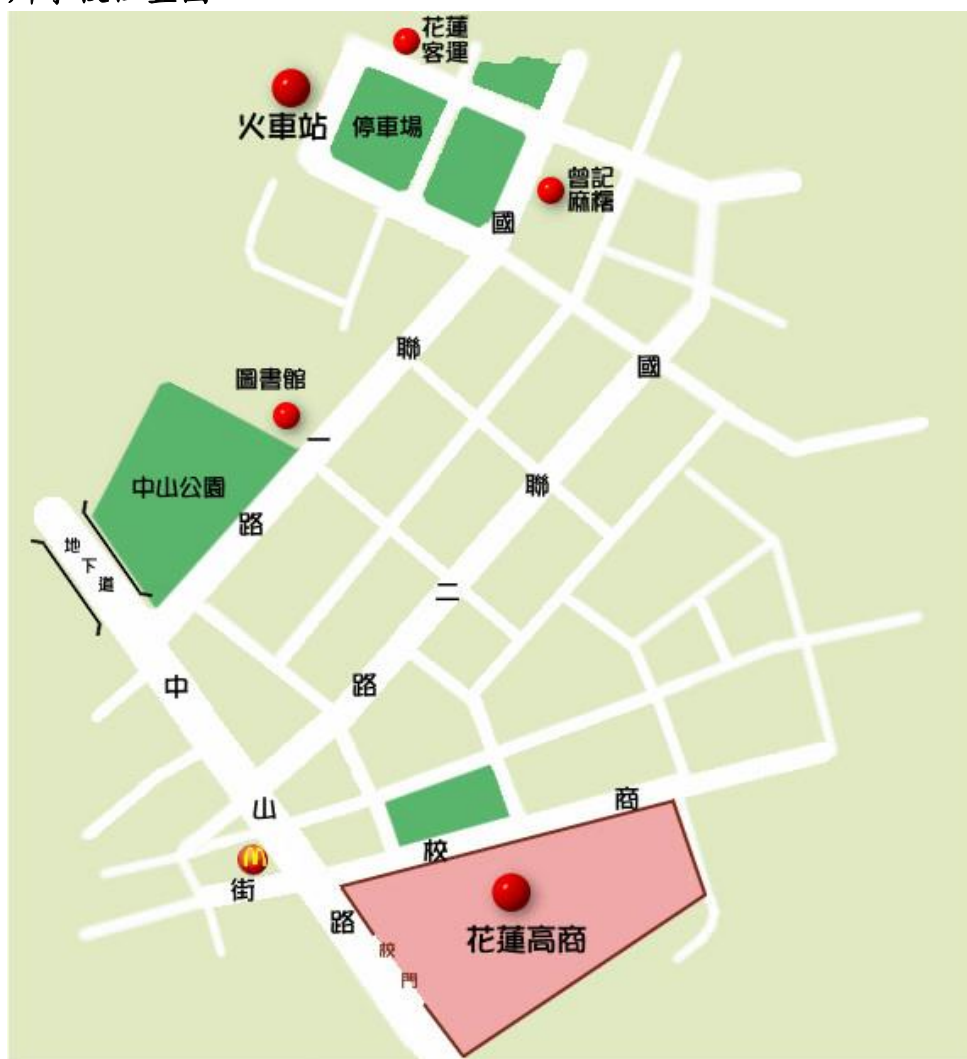 花蓮
客運
火車站
停車場
曾記
麻糬
國聯一路
國聯二路
圖書館
中山公園
地下道
中山路
商校街
花蓮高商
校門